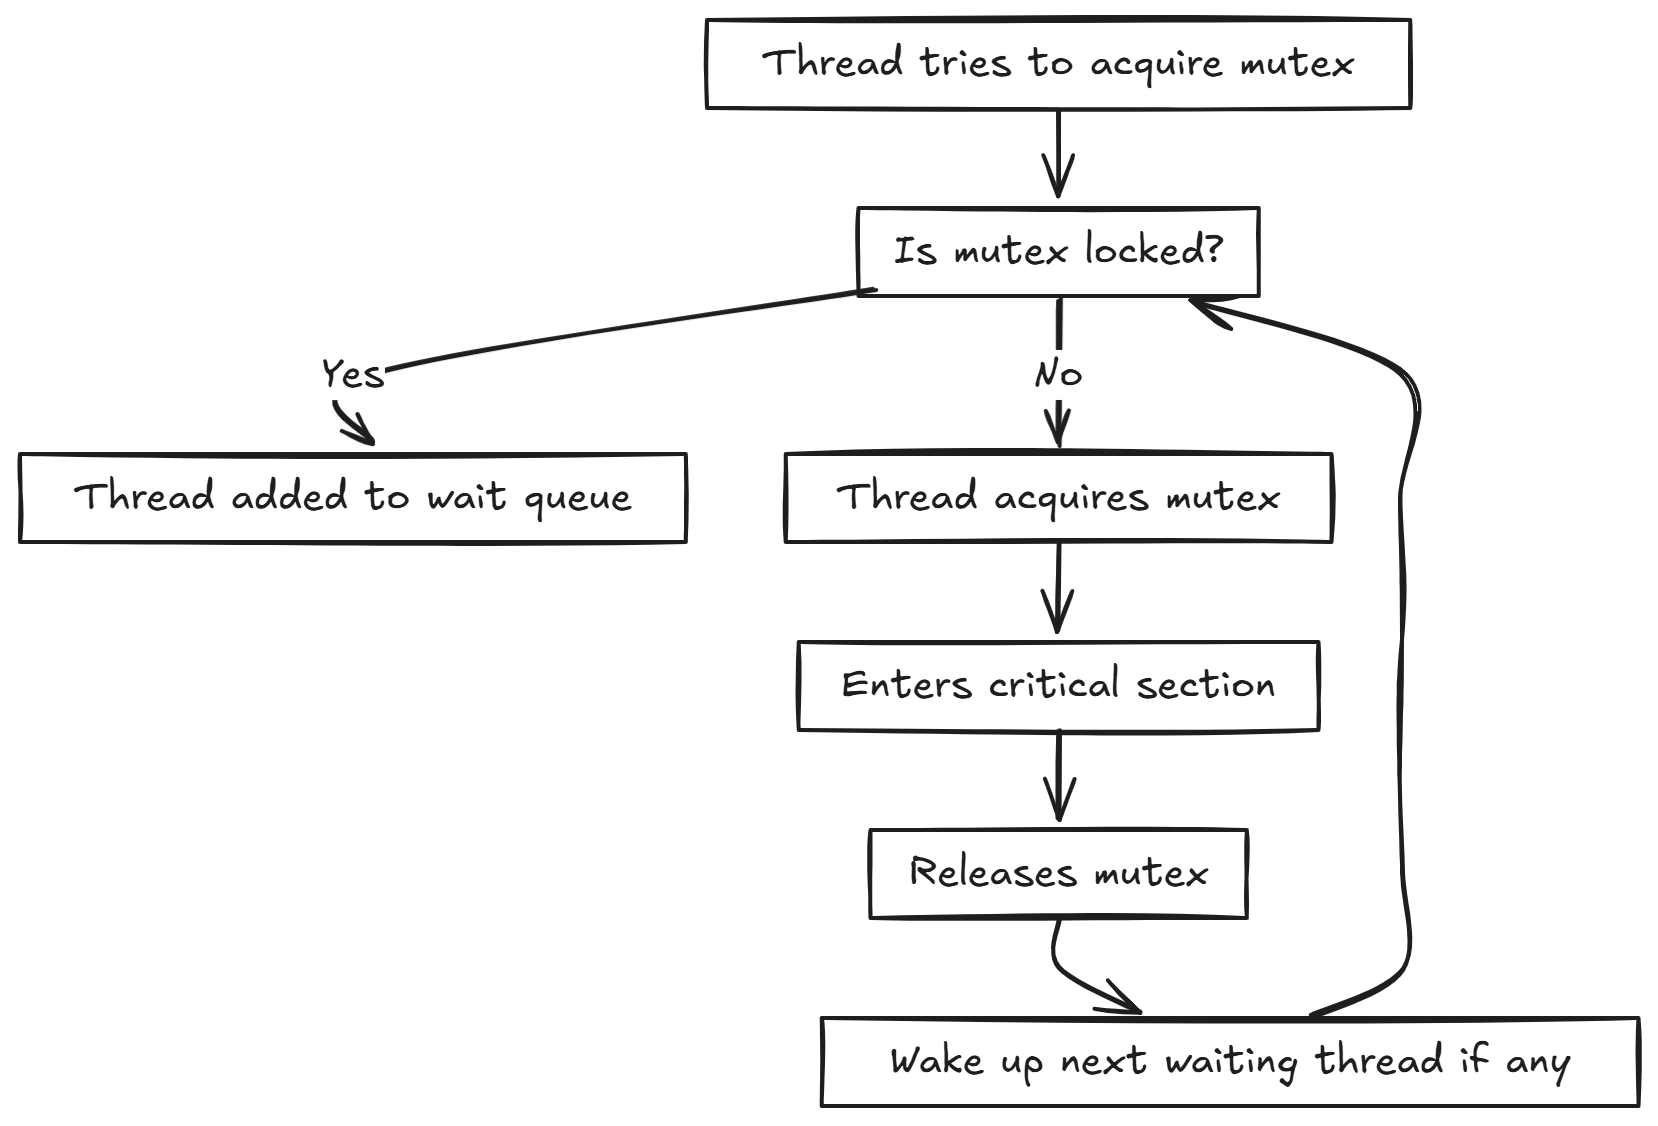 Thread tries to acquire mutex
Is mutex locked?
Yes
No
Thread added to wait queue
Thread acquires mutex
Enters critical section
Releases mutex
Wake up next waiting thread if any